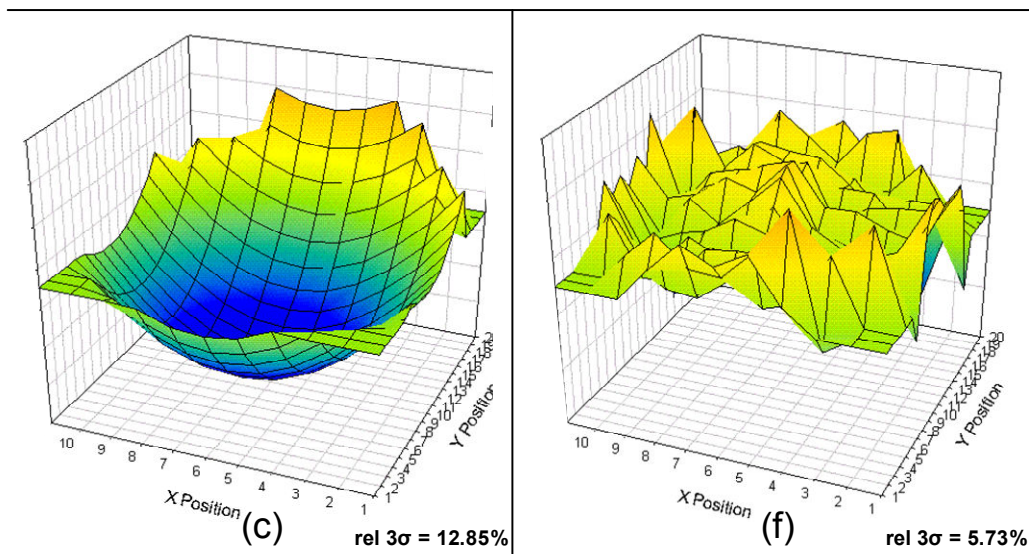 10 9 8 7 6 5 4 3 2 1
X Position
Y Position
(c)
rel 3σ = 12.85%
10 9 8 7 6 5 4 3 2 1
X Position
20
Y Position
(f)
rel 3σ = 5.73%